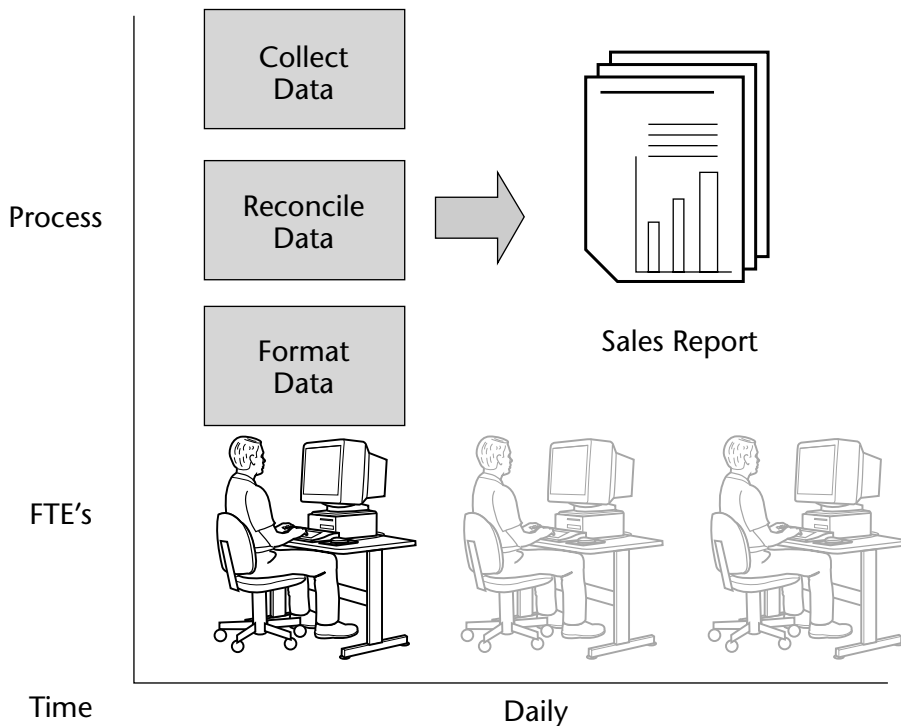 Collect
Data
Process
Reconcile
Data
Format
Data
Sales Report
FTE's
Time
Daily